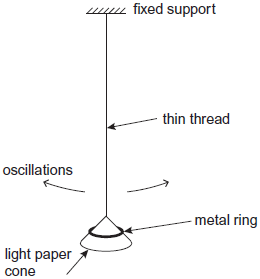 fixed support
thin thread
oscillations
metal ring
light paper
cone